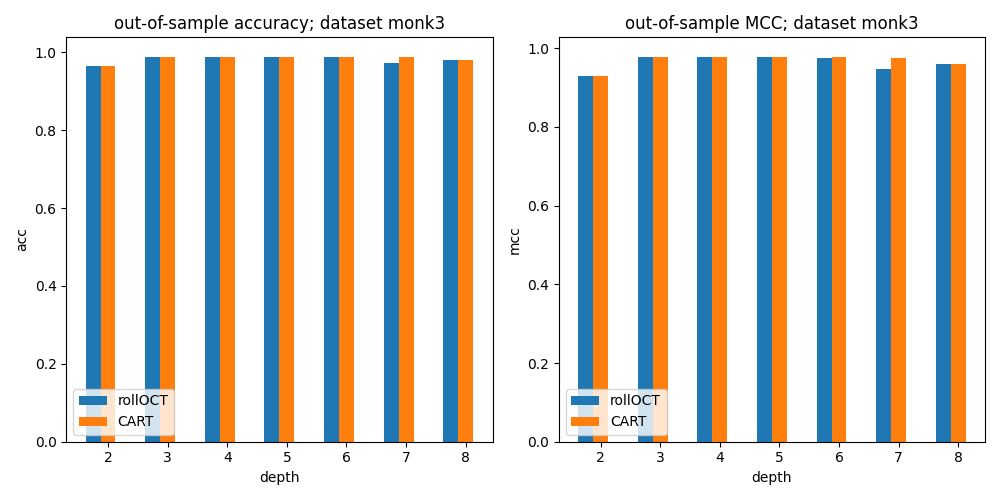 out-of-sample accuracy; dataset monk3
acc
1.0
0.8
0.6
0.4
0.2
0.0
rollOCT
CART
2 3 4 5 6 7 8
depth
out-of-sample MCC; dataset monk3
mcc
1.0
0.8
0.6
0.4
0.2
0.0
rollOCT
CART
2 3 4 5 6 7 8
depth